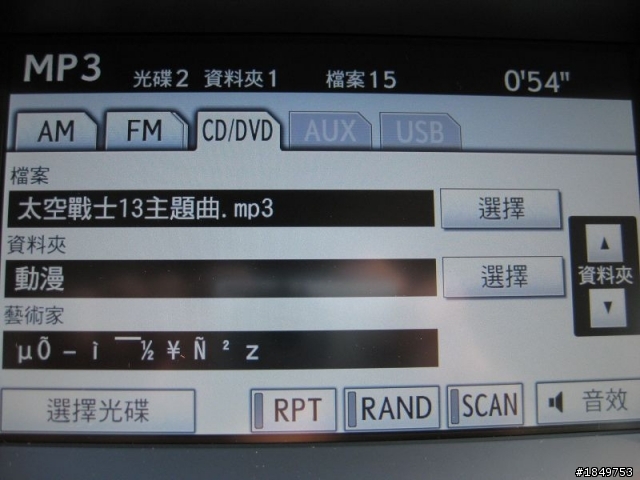 MP3 光碟2 資料夾1 檔案15 0'54"
AM FM CD/DVD AUX USB
檔案
太空戰士13主題曲.mp3 選擇
資料夾
動漫 選擇
資料夾
藝術家
µÕ－ì ¯½¥Ñ²z
選擇光碟 RPT RAND SCAN 音效
#1849753